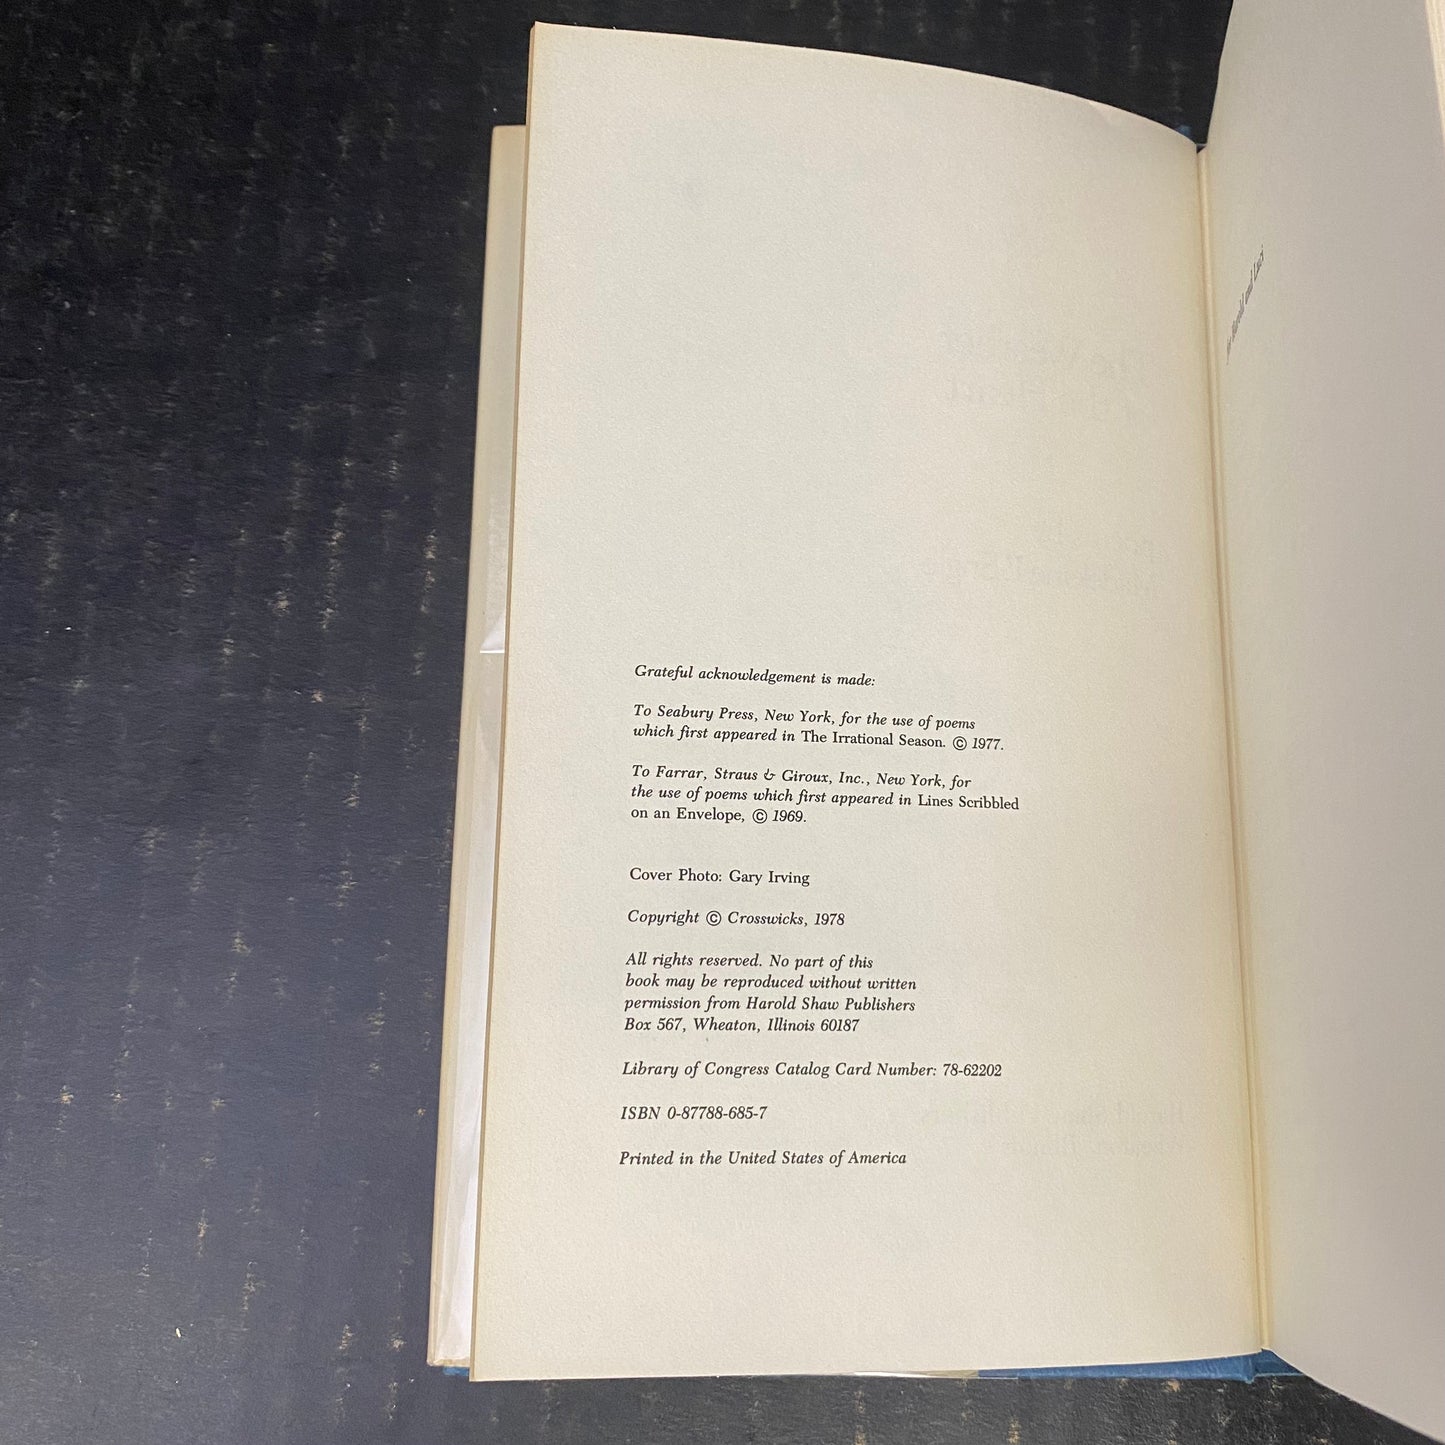 Grateful acknowledgement is made:
To Seabury Press, New York, for the use of poems
which first appeared in The Irrational Season. © 1977.
To Farrar, Straus & Giroux, Inc., New York, for
the use of poems which first appeared in Lines Scribbled
on an Envelope, © 1969.
Cover Photo: Gary Irving
Copyright © Crosswicks, 1978
All rights reserved. No part of this
book may be reproduced without written
permission from Harold Shaw Publishers
Box 567, Wheaton, Illinois 60187
Library of Congress Catalog Card Number: 78-62202
ISBN 0-87788-685-7
Printed in the United States of America
for Harold and Luci